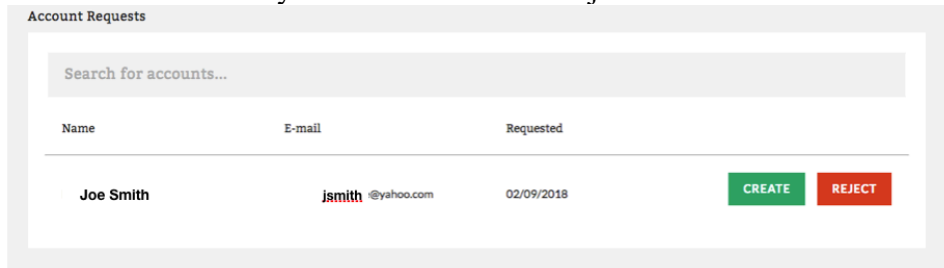 Account Requests
Search for accounts...
Name E-mail Requested
Joe Smith jsmith @yahoo.com 02/09/2018 CREATE REJECT